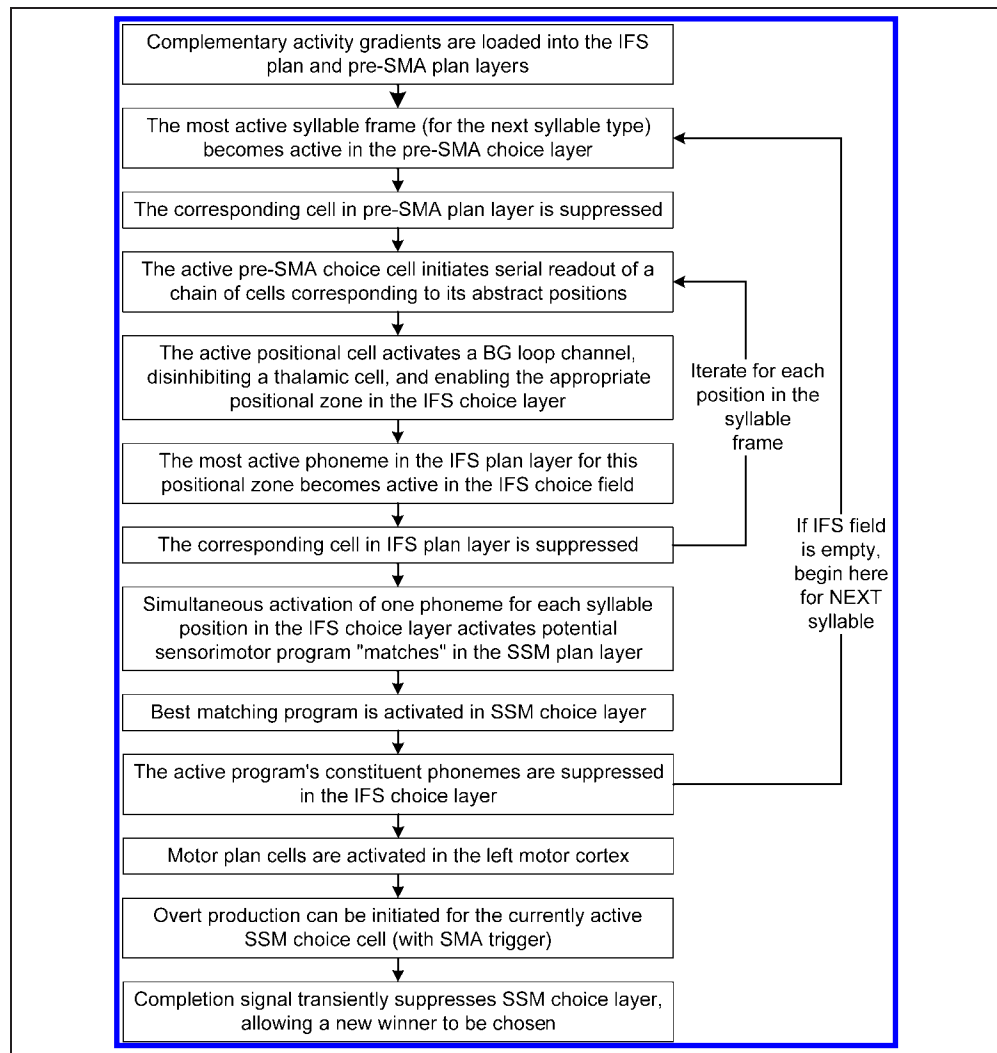 Complementary activity gradients are loaded into the IFS
plan and pre-SMA plan layers
The most active syllable frame (for the next syllable type)
becomes active in the pre-SMA choice layer
The corresponding cell in pre-SMA plan layer is suppressed
The active pre-SMA choice cell initiates serial readout of a
chain of cells corresponding to its abstract positions
The active positional cell activates a BG loop channel,
disinhibiting a thalamic cell, and enabling the appropriate
positional zone in the IFS choice layer
The most active phoneme in the IFS plan layer for this
positional zone becomes active in the IFS choice field
The corresponding cell in IFS plan layer is suppressed
Iterate for each
position in the
syllable
frame
Simultaneous activation of one phoneme for each syllable
position in the IFS choice layer activates potential
sensorimotor program "matches" in the SSM plan layer
Best matching program is activated in SSM choice layer
The active program's constituent phonemes are suppressed
in the IFS choice layer
If IFS field
is empty,
begin here
for NEXT
syllable
Motor plan cells are activated in the left motor cortex
Overt production can be initiated for the currently active
SSM choice cell (with SMA trigger)
Completion signal transiently suppresses SSM choice layer,
allowing a new winner to be chosen